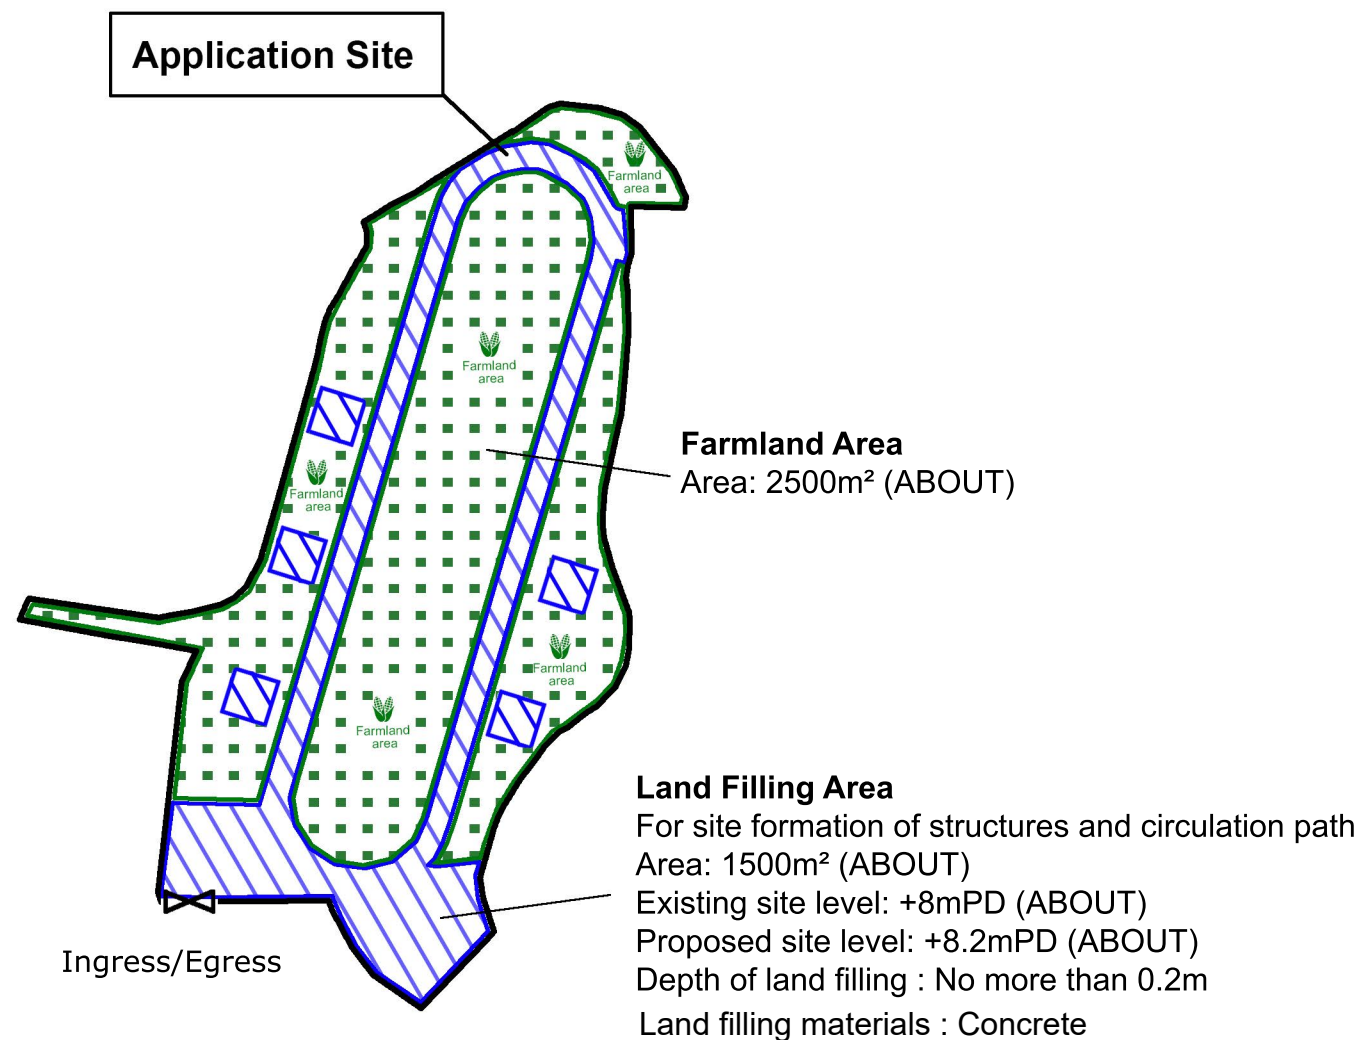 Application Site
Farmland
area
Farmland
area
Farmland Area
Area: 2500m² (ABOUT)
Farmland
area
Farmland
area
Farmland
area
Land Filling Area
For site formation of structures and circulation path
Area: 1500m² (ABOUT)
Existing site level: +8mPD (ABOUT)
Proposed site level: +8.2mPD (ABOUT)
Depth of land filling : No more than 0.2m
Land filling materials : Concrete
Ingress/Egress